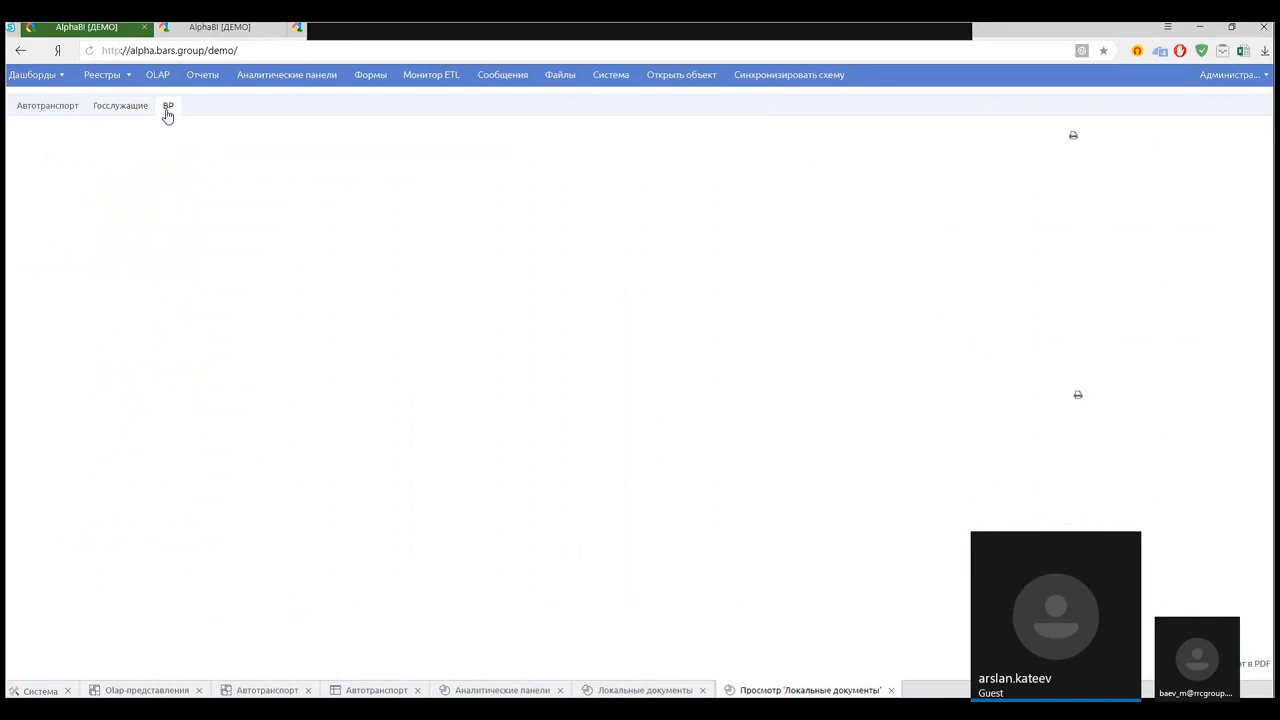 AlphaBI [ДЕМО] AlphaBI [ДЕМО]
Я http://alpha.bars.group/demo/
Дашборды Реестры OLAP Отчеты Аналитические панели Формы Монитор ETL Сообщения Файлы Система Открыть объект Синхронизировать схему Администра...
Автотранспорт Госслужащие ВР
arslan.kateev
Guest
baev_m@rrcgroup....
т в PDF
Система Olap-представления Автотранспорт Автотранспорт Аналитические панели Локальные документы Просмотр 'Локальные документы'